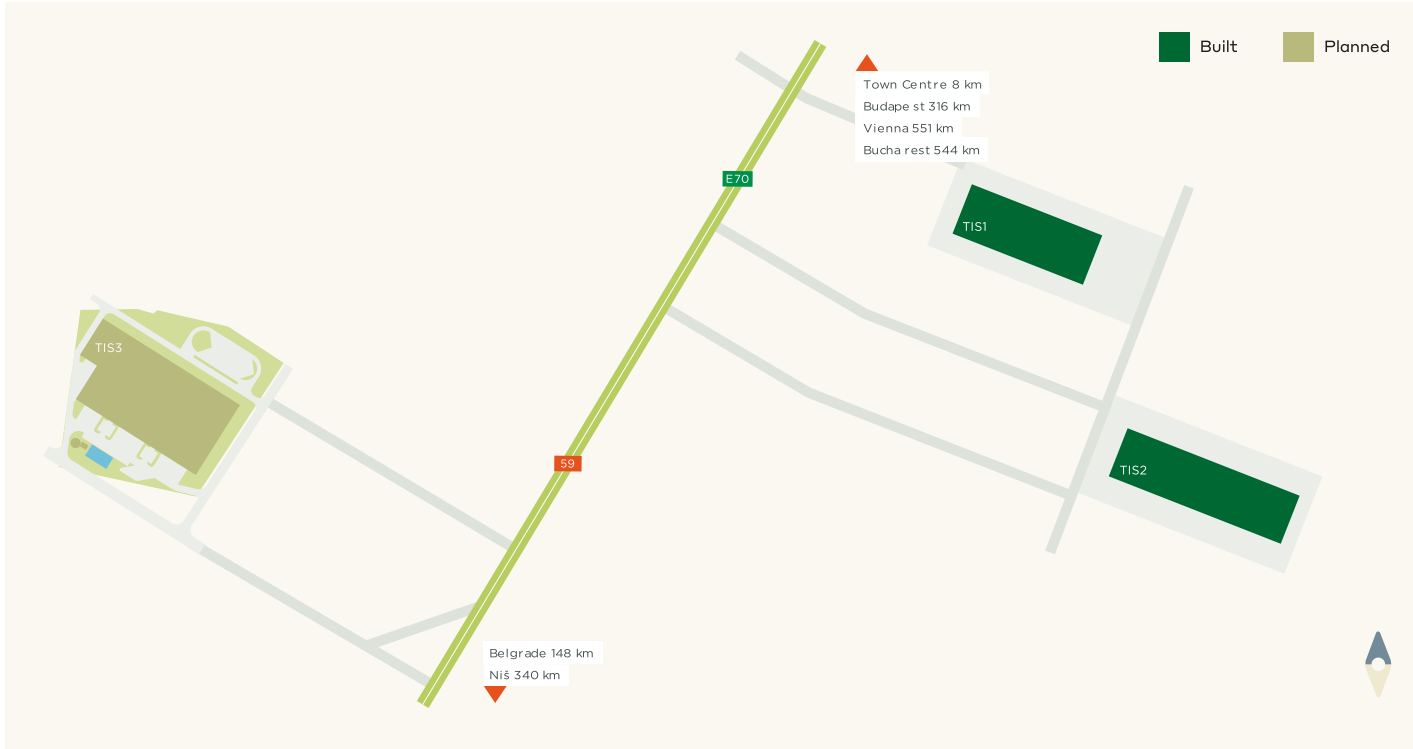 Built
Planned
Town Centre 8 km
Budape st 316 km
Vienna 551 km
Bucha rest 544 km
E70
TIS1
TIS3
59
TIS2
Belgrade 148 km
Niš 340 km